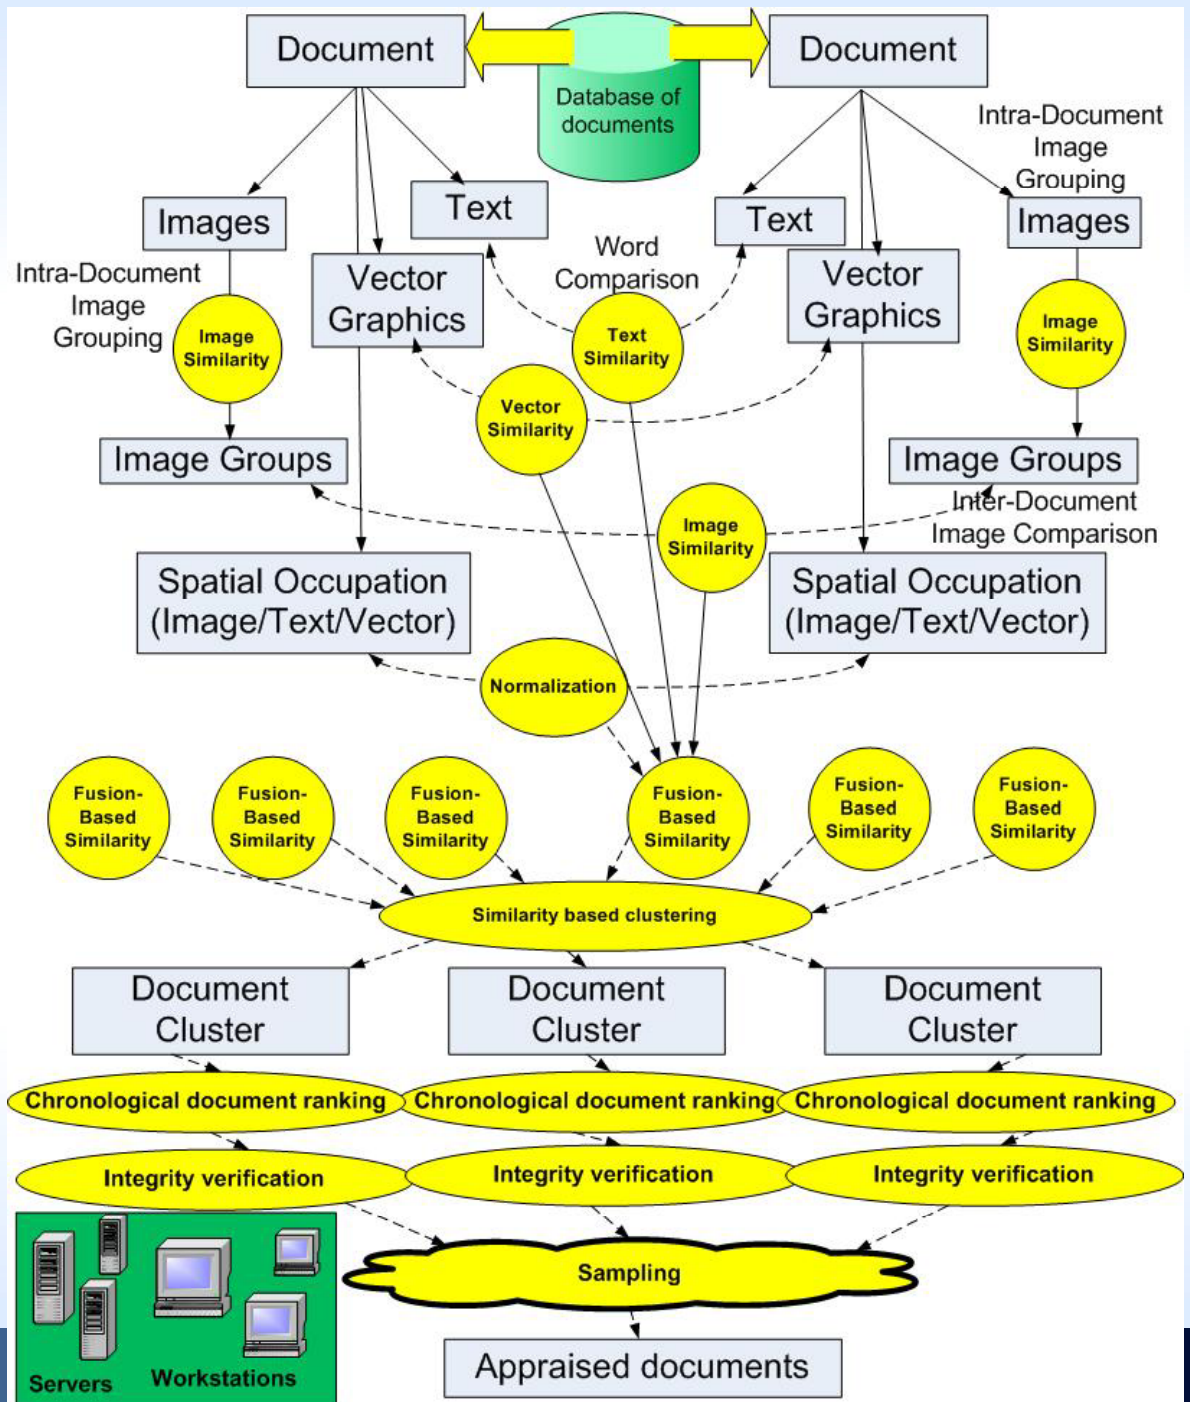 Document
Document
Database of
documents
Intra-Document
Image
Grouping
Images
Text
Text
Images
Word
Comparison
Intra-Document
Image
Grouping
Vector
Graphics
Vector
Graphics
Image
Similarity
Text
Similarity
Image
Similarity
Vector
Similarity
Image Groups
Image Groups
Inter-Document
Image Comparison
Image
Similarity
Spatial Occupation
(Image/Text/Vector)
Spatial Occupation
(Image/Text/Vector)
Normalization
Fusion-
Based
Similarity
Fusion-
Based
Similarity
Fusion-
Based
Similarity
Fusion-
Based
Similarity
Fusion-
Based
Similarity
Fusion-
Based
Similarity
Similarity based clustering
Document
Cluster
Document
Cluster
Document
Cluster
Chronological document ranking
Chronological document ranking
Chronological document ranking
Integrity verification
Integrity verification
Integrity verification
Sampling
Servers
Workstations
Appraised documents